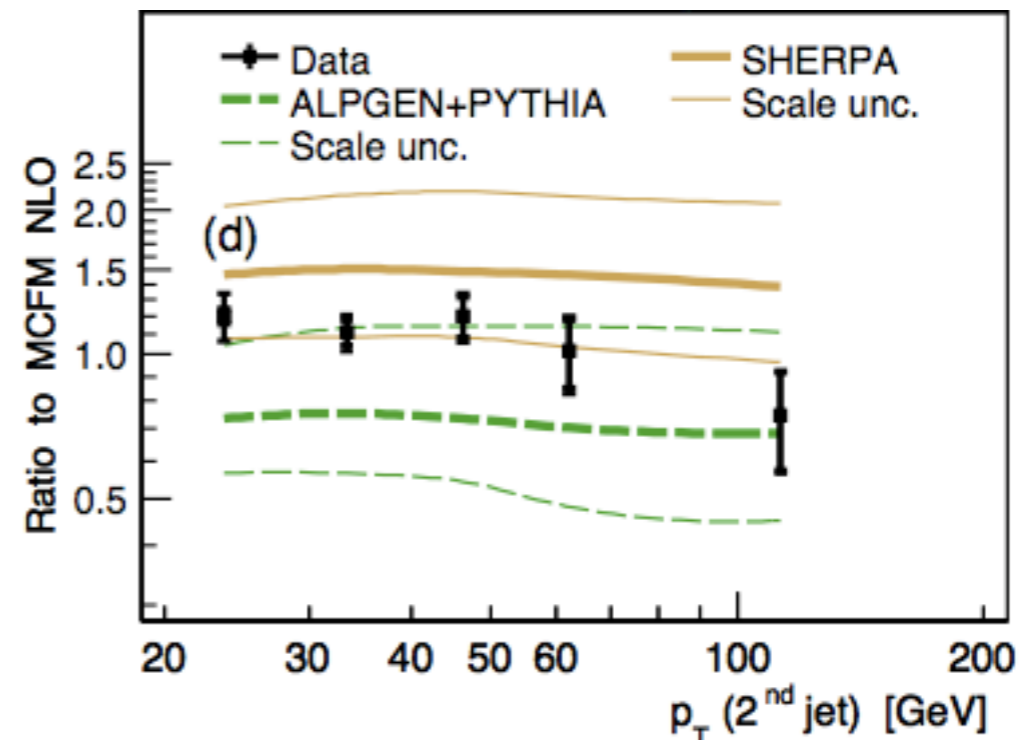 Data
SHERPA
ALPGEN+PYTHIA
Scale unc.
Scale unc.
(d)
Ratio to MCFM NLO
2.5
2.0
1.5
1.0
0.5
20 30 40 50 60 100 200
p_T (2^nd jet) [GeV]